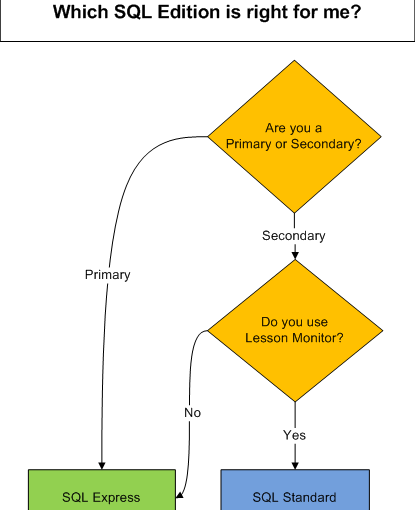 Which SQL Edition is right for me?
Are you a
Primary or Secondary?
Secondary
Primary
Do you use
Lesson Monitor?
No
Yes
SQL Express
SQL Standard